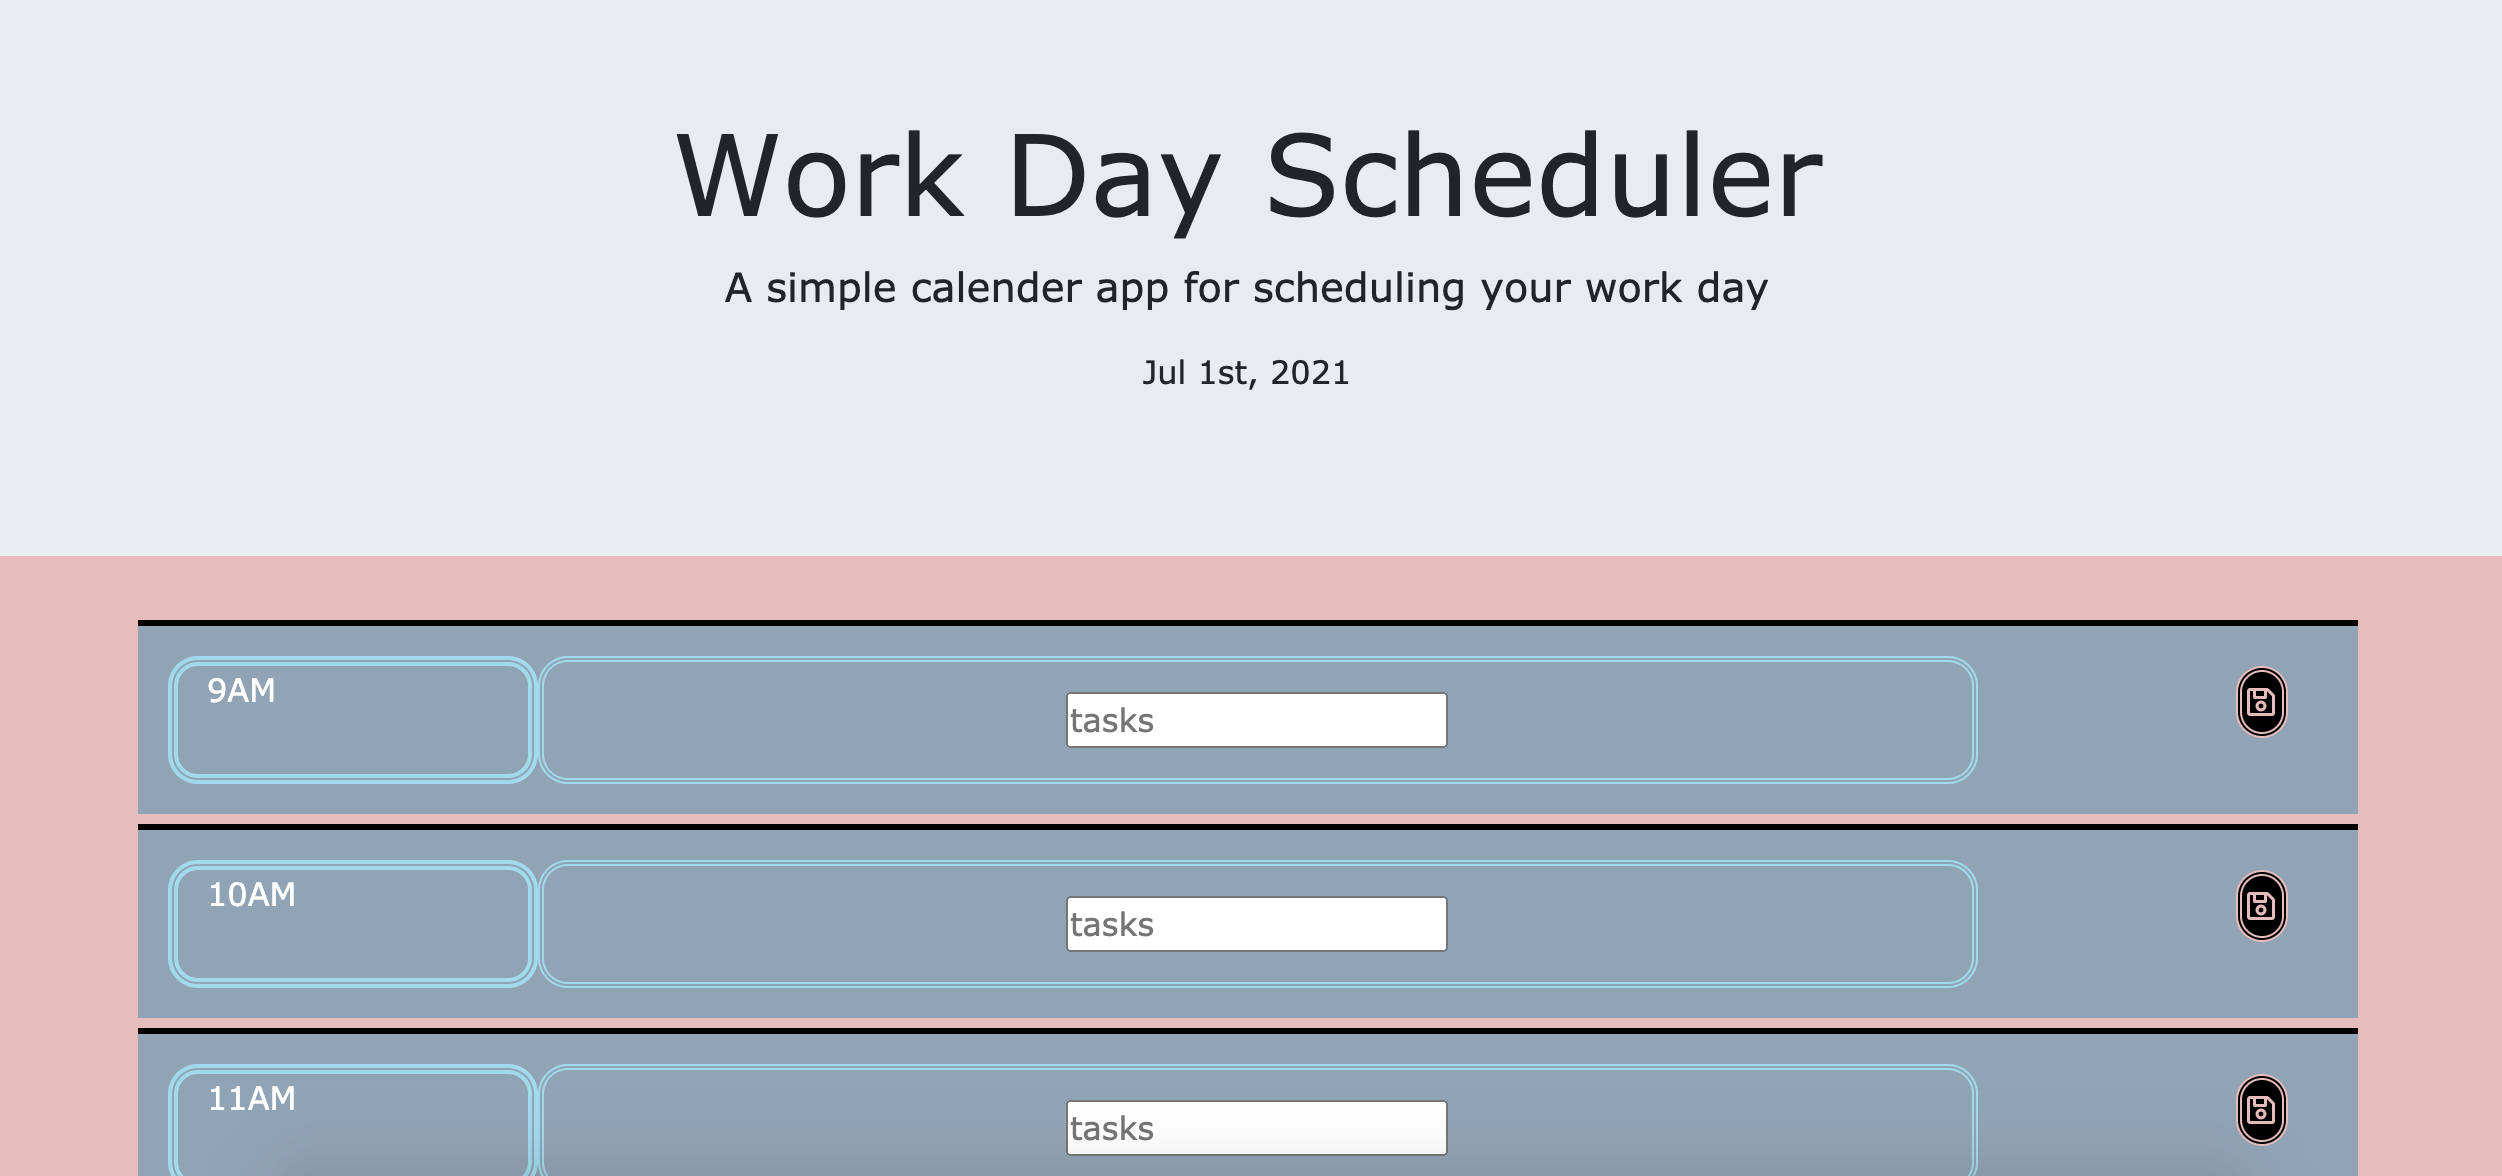 Work Day Scheduler
A simple calender app for scheduling your work day
Jul 1st, 2021
9AM
tasks
10AM
tasks
11AM
tasks